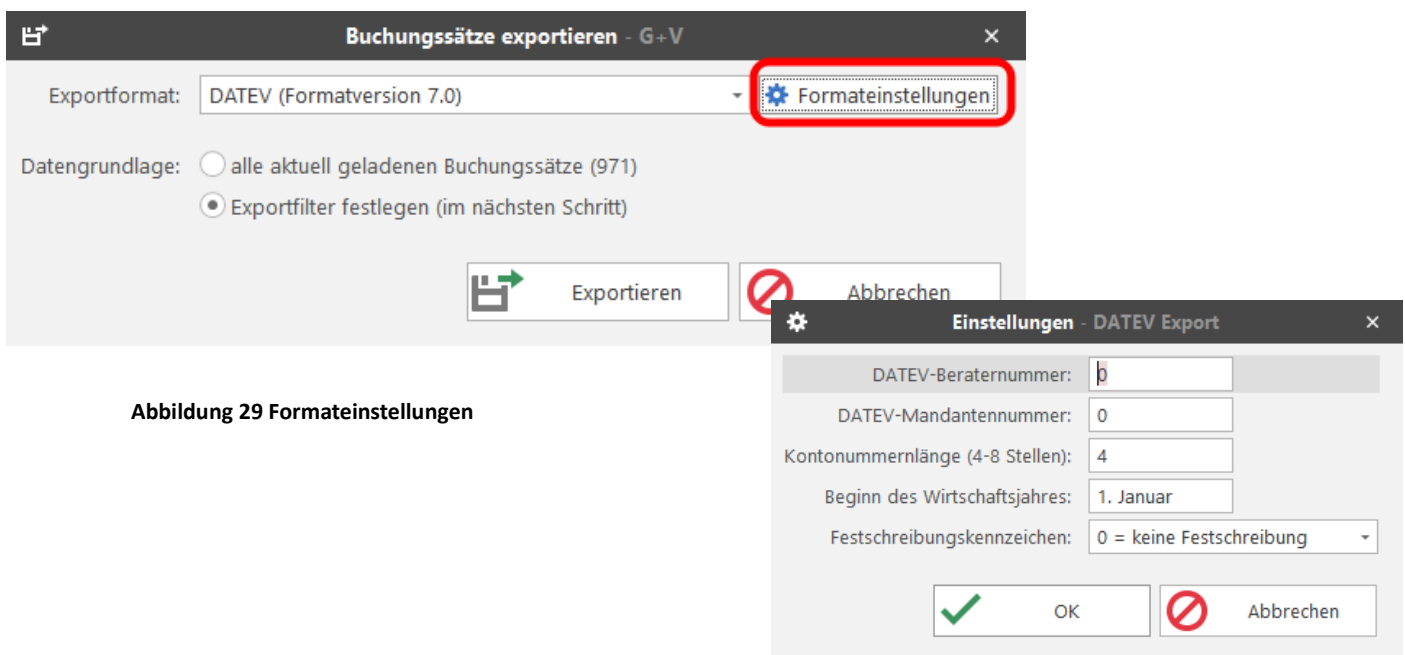 Buchungssätze exportieren - G+V
Exportformat: DATEV (Formatversion 7.0) Formateinstellungen
Datengrundlage: alle aktuell geladenen Buchungssätze (971)
Exportfilter festlegen (im nächsten Schritt)
Exportieren Abbrechen
Abbildung 29 Formateinstellungen
Einstellungen - DATEV Export
DATEV-Beraternummer: 0
DATEV-Mandantennummer: 0
Kontonummernlänge (4-8 Stellen): 4
Beginn des Wirtschaftsjahres: 1. Januar
Festschreibungskennzeichen: 0 = keine Festschreibung
OK Abbrechen